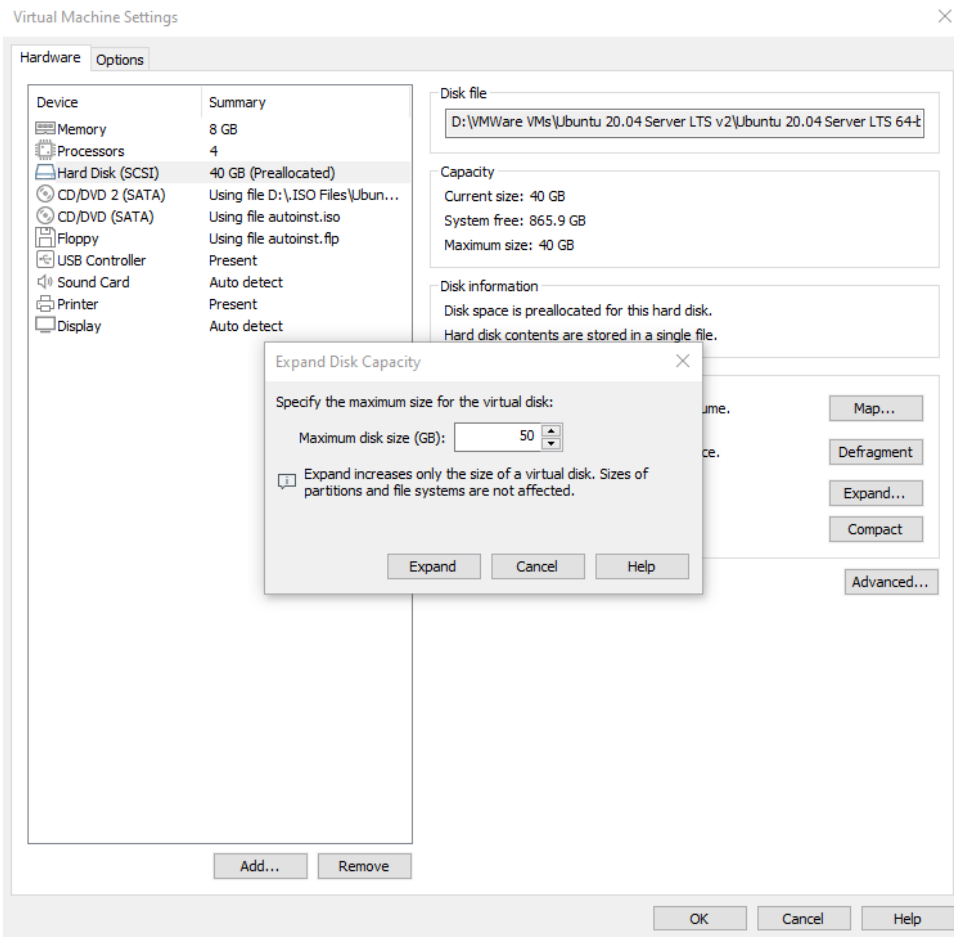 Virtual Machine Settings
Hardware
Options
Device Summary
Memory 8 GB
Processors 4
Hard Disk (SCSI) 40 GB (Preallocated)
CD/DVD 2 (SATA) Using file D:\.ISO Files\Ubun...
CD/DVD (SATA) Using file autoinst.iso
Floppy Using file autoinst.flp
USB Controller Present
Sound Card Auto detect
Printer Present
Display Auto detect
Add...
Remove
Disk file
D:\VMWare VMs\Ubuntu 20.04 Server LTS v2\Ubuntu 20.04 Server LTS 64-b
Capacity
Current size: 40 GB
System free: 865.9 GB
Maximum size: 40 GB
Disk information
Disk space is preallocated for this hard disk.
Hard disk contents are stored in a single file.
ume.
Map...
ce.
Defragment
Expand...
Compact
Advanced...
Expand Disk Capacity
Specify the maximum size for the virtual disk:
Maximum disk size (GB): 50
Expand increases only the size of a virtual disk. Sizes of
partitions and file systems are not affected.
Expand
Cancel
Help
OK
Cancel
Help